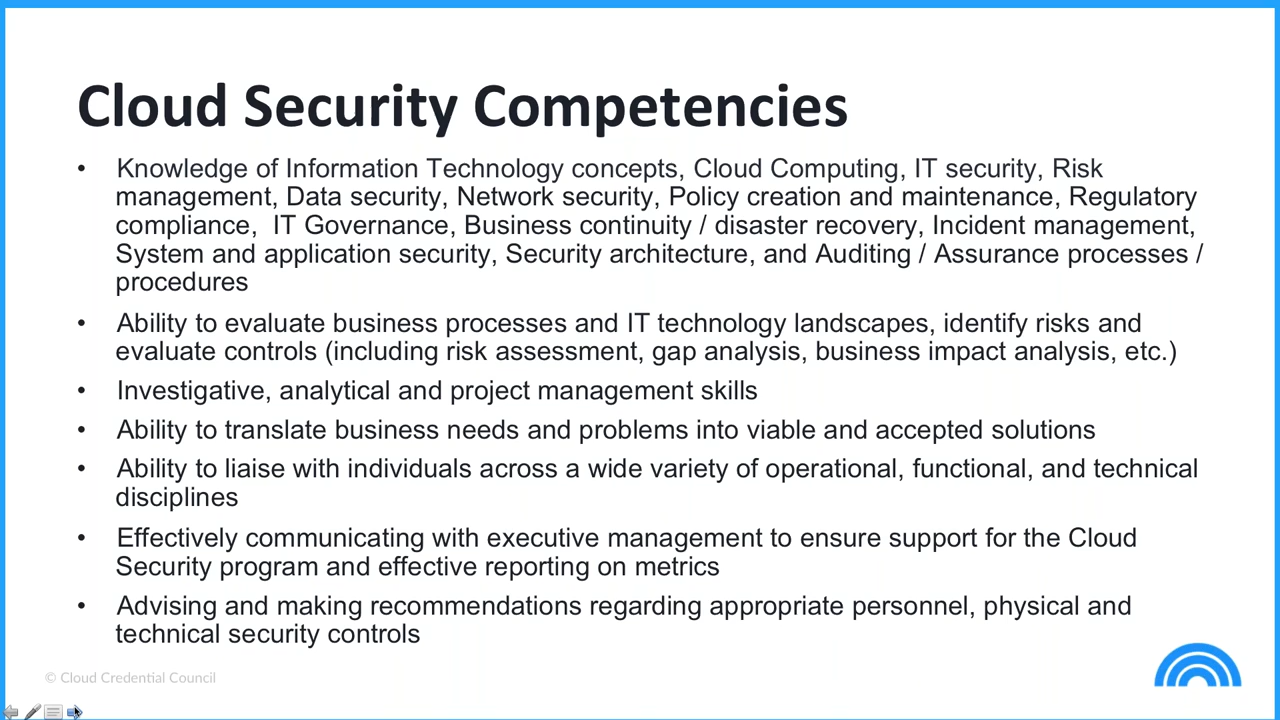 Cloud Security Competencies
• Knowledge of Information Technology concepts, Cloud Computing, IT security, Risk
management, Data security, Network security, Policy creation and maintenance, Regulatory
compliance,  IT Governance, Business continuity / disaster recovery, Incident management,
System and application security, Security architecture, and Auditing / Assurance processes /
procedures
• Ability to evaluate business processes and IT technology landscapes, identify risks and
evaluate controls (including risk assessment, gap analysis, business impact analysis, etc.)
• Investigative, analytical and project management skills
• Ability to translate business needs and problems into viable and accepted solutions
• Ability to liaise with individuals across a wide variety of operational, functional, and technical
disciplines
• Effectively communicating with executive management to ensure support for the Cloud
Security program and effective reporting on metrics
• Advising and making recommendations regarding appropriate personnel, physical and
technical security controls
© Cloud Credential Council